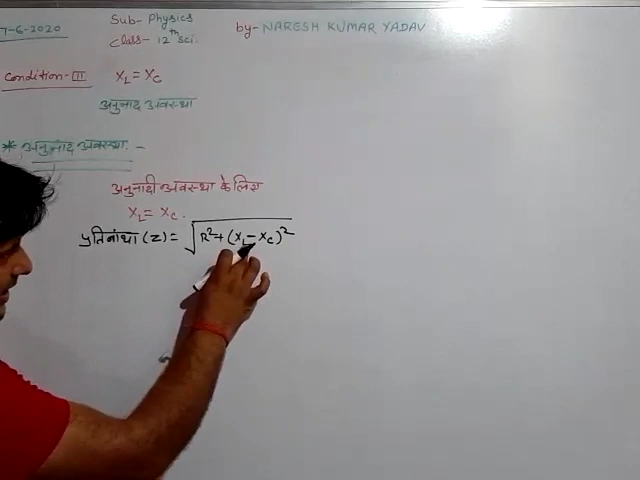 7-6-2020
Sub- Physics
by- NARESH KUMAR YADAV
Class- 12th sci.
Condition-III XL = XC
अनुनाद अवस्था
* अनुनाद अवस्था. -
अनुनादी अवस्था के लिए
XL = XC.
प्रतिबाधा (Z) = √R²+(XL-XC)²